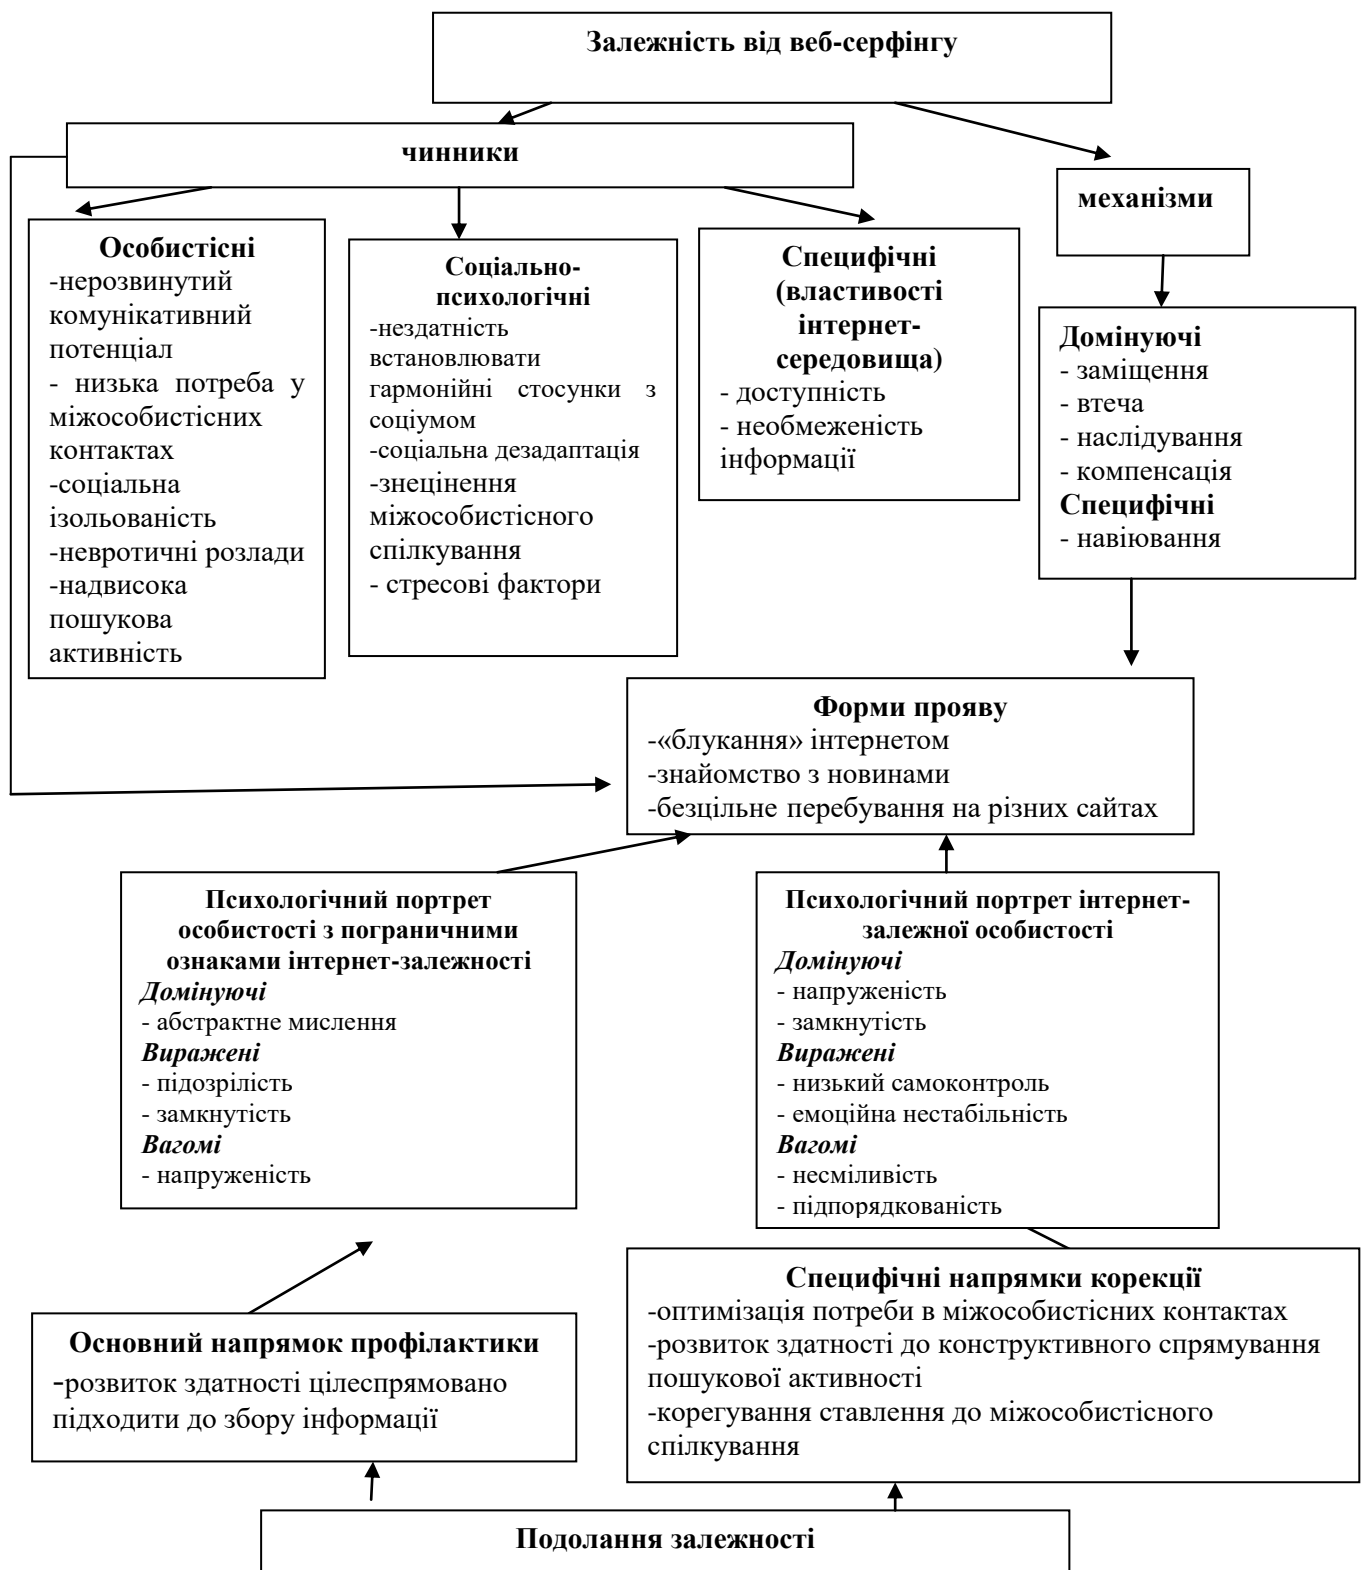 Залежність від веб-серфінгу
чинники
механізми
Особистісні
-нерозвинутий
комунікативний
потенціал
- низька потреба у
міжособистісних
контактах
-соціальна
ізольованість
-невротичні розлади
-надвисока
пошукова
активність
Соціально-
психологічні
-нездатність
встановлювати
гармонійні стосунки з
соціумом
-соціальна дезадаптація
-знецінення
міжособистісного
спілкування
- стресові фактори
Специфічні
(властивості
інтернет-
середовища)
- доступність
- необмеженість
інформації
Домінуючі
- заміщення
- втеча
- наслідування
- компенсація
Специфічні
- навіювання
Форми прояву
-«блукання» інтернетом
-знайомство з новинами
-безцільне перебування на різних сайтах
Психологічний портрет
особистості з пограничними
ознаками інтернет-залежності
Домінуючі
- абстрактне мислення
Виражені
- підозрілість
- замкнутість
Вагомі
- напруженість
Психологічний портрет інтернет-
залежної особистості
Домінуючі
- напруженість
- замкнутість
Виражені
- низький самоконтроль
- емоційна нестабільність
Вагомі
- несміливість
- підпорядкованість
Основний напрямок профілактики
-розвиток здатності цілеспрямовано
підходити до збору інформації
Специфічні напрямки корекції
-оптимізація потреби в міжособистісних контактах
-розвиток здатності до конструктивного спрямування
пошукової активності
-корегування ставлення до міжособистісного
спілкування
Подолання залежності